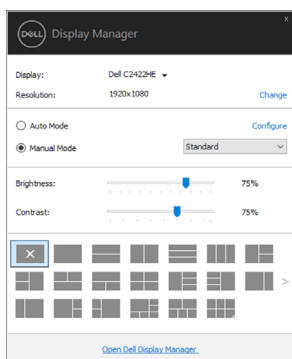 DELL Display Manager
Display: Dell C2422HE
Resolution: 1920x1080 Change
Auto Mode Configure
Manual Mode Standard
Brightness: 75%
Contrast: 75%
Open Dell Display Manager